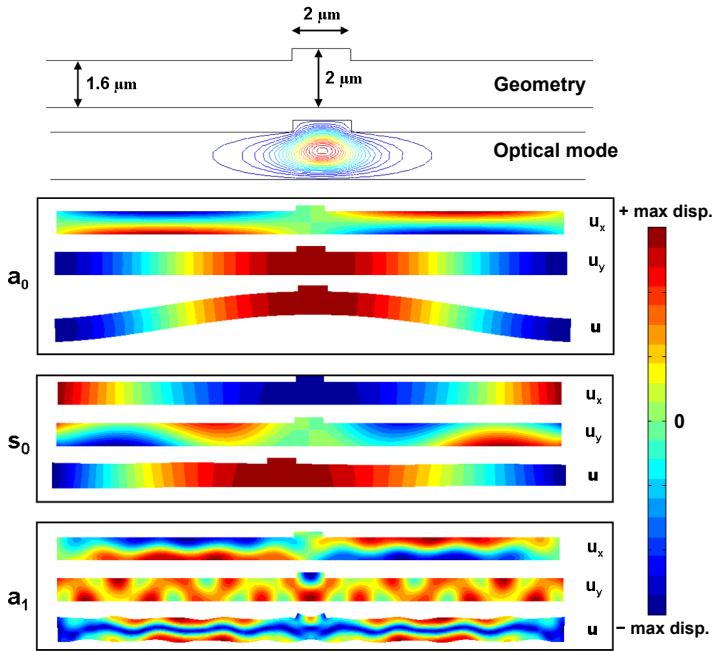 2 μm
1.6 μm
2 μm
Geometry
Optical mode
+ max disp.
a0
ux
uy
u
s0
ux
uy
u
0
a1
ux
uy
u
− max disp.